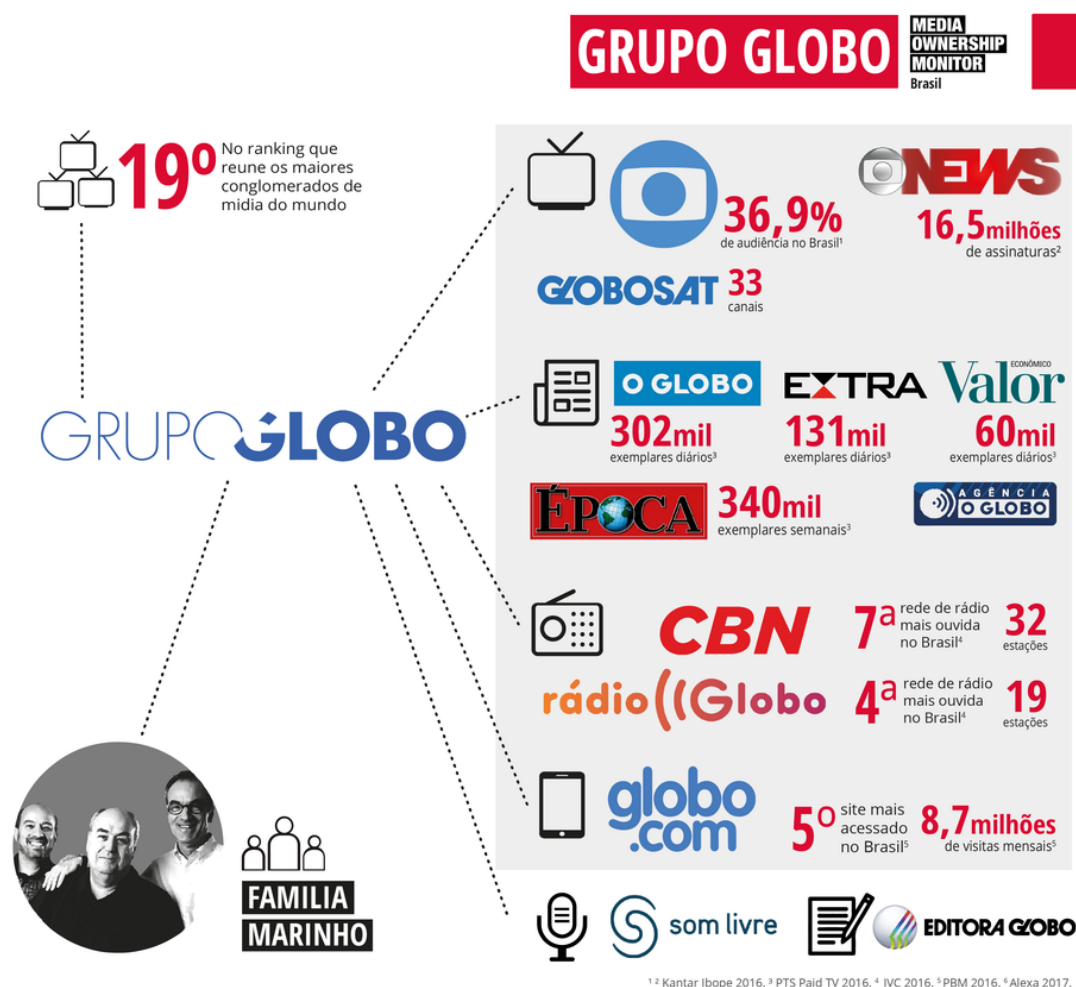 GRUPO GLOBO
MEDIA
OWNERSHIP
MONITOR
Brasil
19º
No ranking que
reune os maiores
conglomerados de
midia do mundo
36,9%
de audiência no Brasil¹
NEWS
16,5milhões
de assinaturas²
GLOBOSAT
33
canais
GRUPOGLOBO
O GLOBO
302mil
exemplares diários³
EXTRA
131mil
exemplares diários³
ECONÔMICO
Valor
60mil
exemplares diários³
ÉPOCA
340mil
exemplares semanais³
AGÊNCIA
O GLOBO
CBN
7ª
rede de rádio
mais ouvida
no Brasil⁴
32
estações
rádio Globo
4ª
rede de rádio
mais ouvida
no Brasil⁴
19
estações
globo
.com
5º
site mais
acessado
no Brasil⁵
8,7milhões
de visitas mensais⁵
FAMILIA
MARINHO
som livre
EDITORA GLOBO
¹ ² Kantar Ibope 2016, ³ PTS Paid TV 2016, ⁴ IVC 2016, ⁵ PBM 2016, ⁶ Alexa 2017.